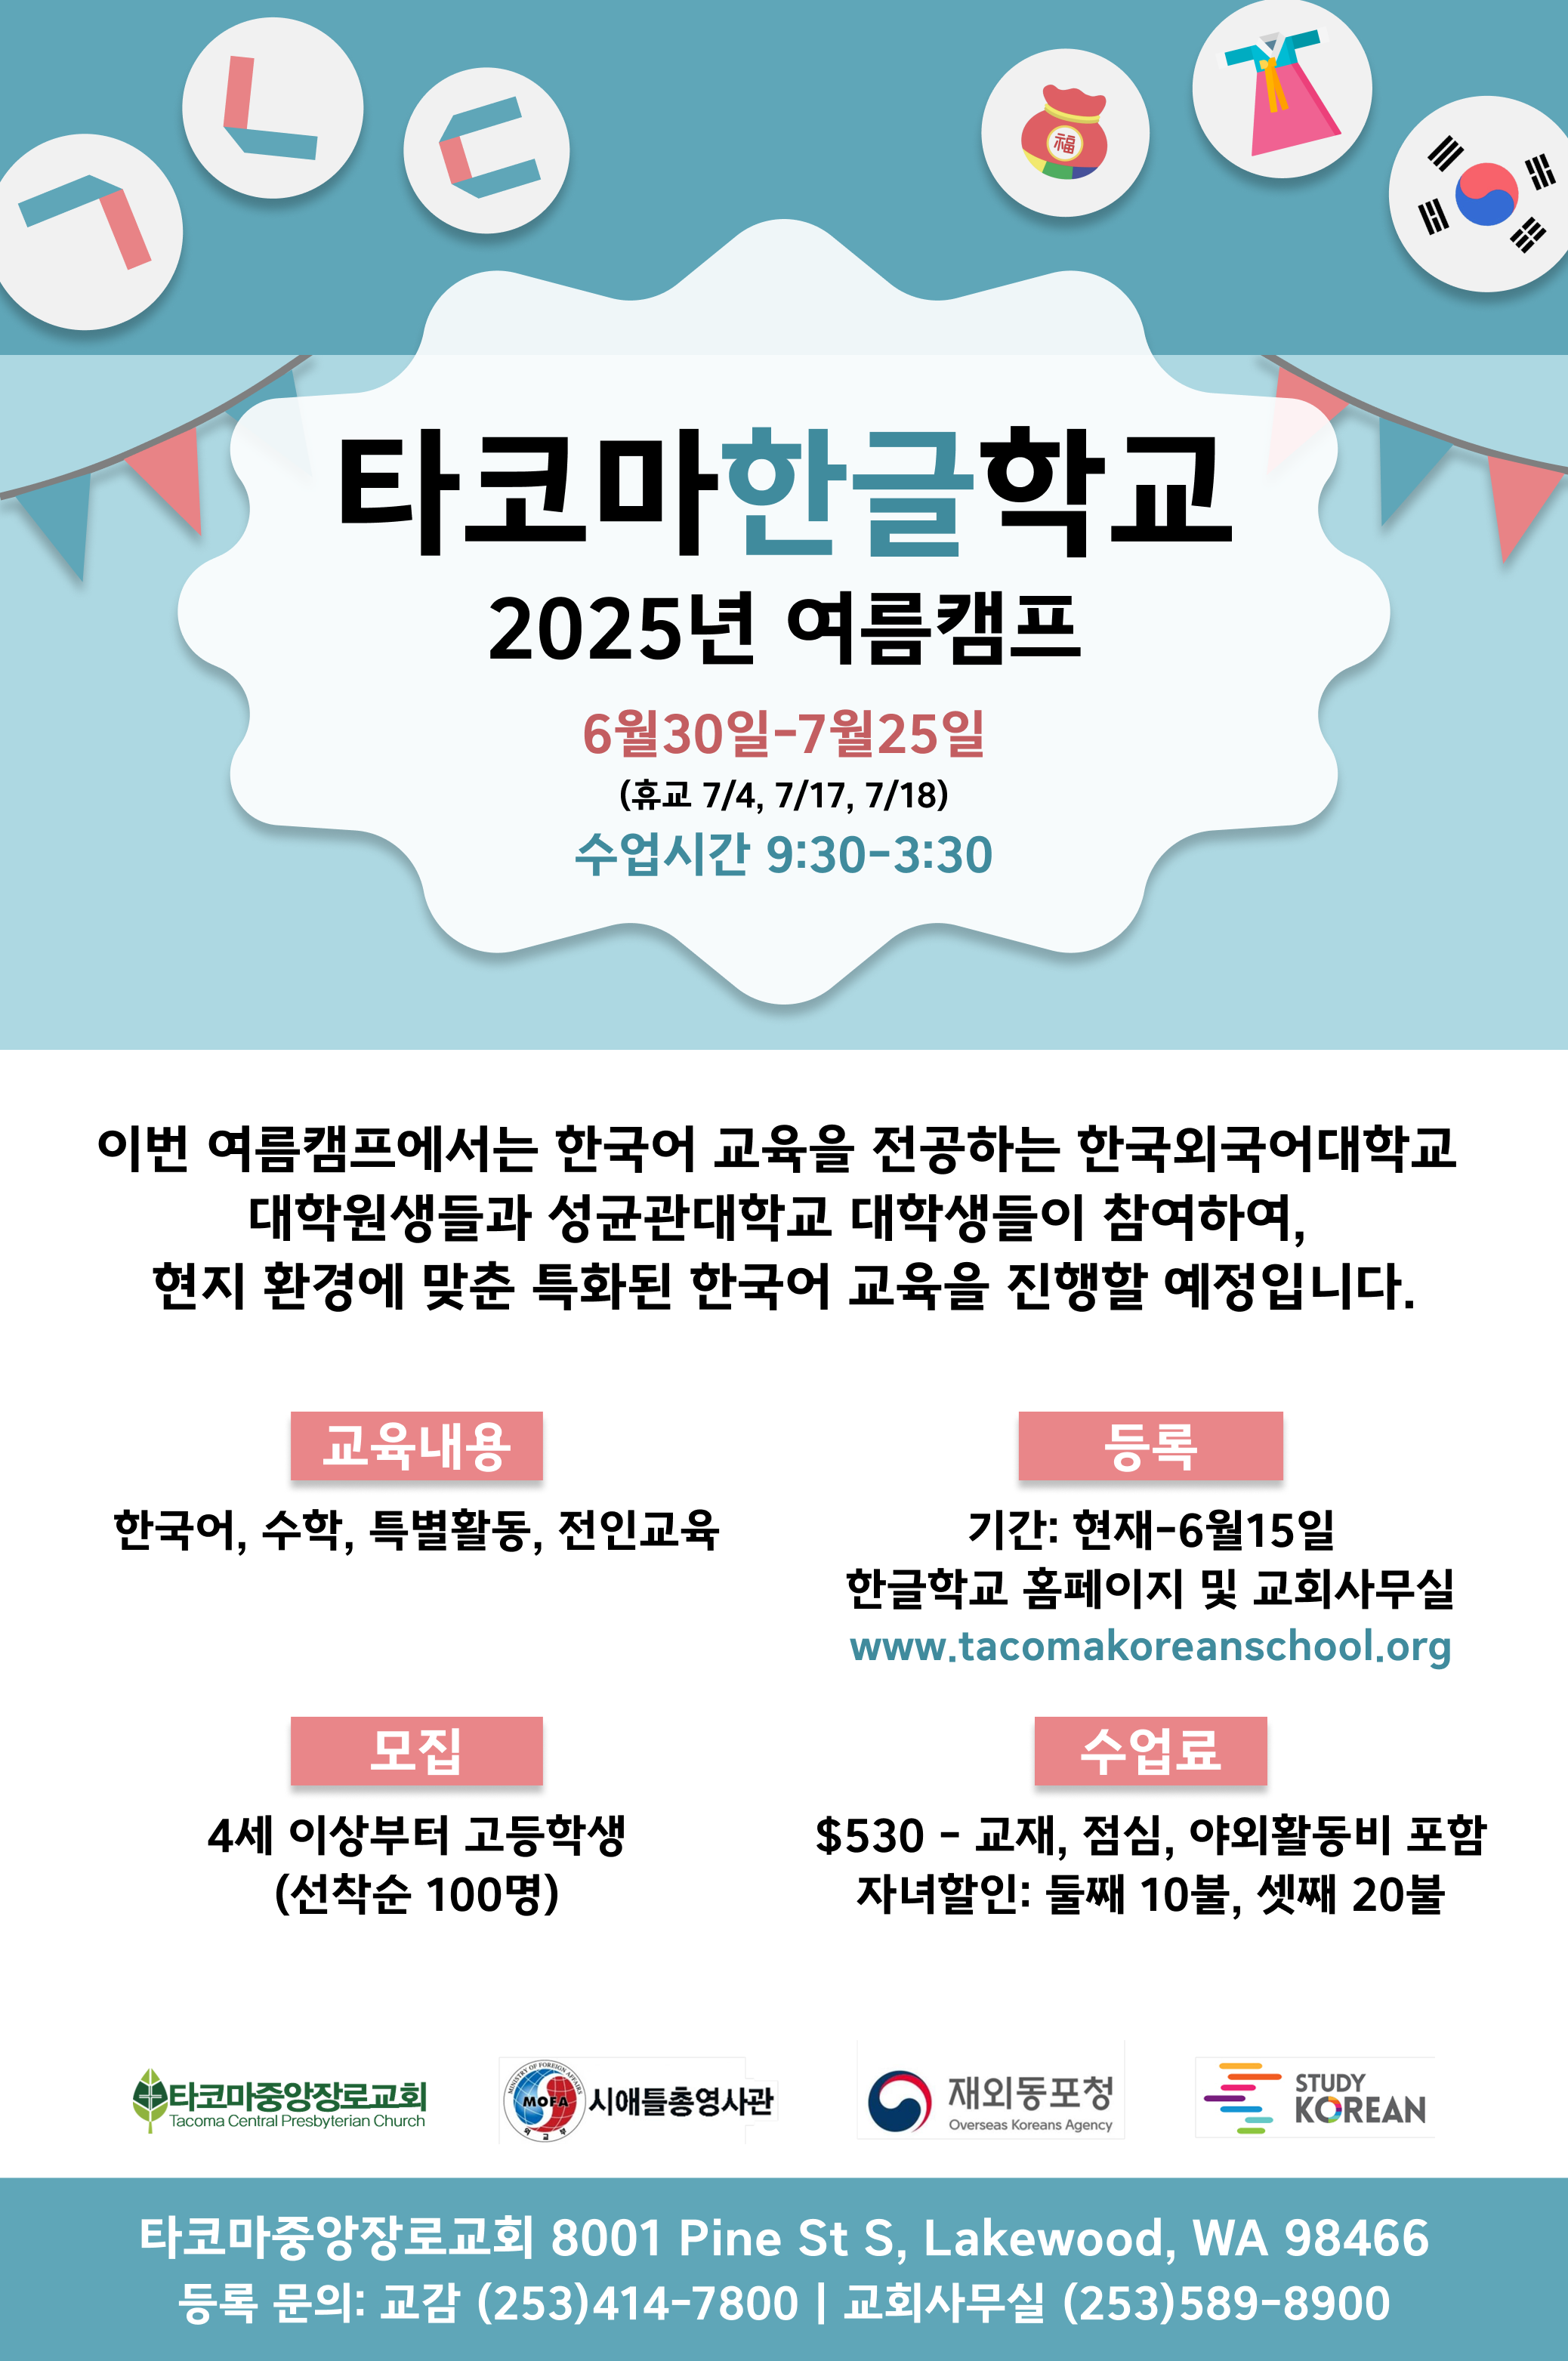 ㄱ
ㄴ
ㄷ
福
타코마한글학교
2025년 여름캠프
6월30일-7월25일
(휴교 7/4, 7/17, 7/18)
수업시간 9:30-3:30
이번 여름캠프에서는 한국어 교육을 전공하는 한국외국어대학교
대학원생들과 성균관대학교 대학생들이 참여하여,
현지 환경에 맞춘 특화된 한국어 교육을 진행할 예정입니다.
교육내용
한국어, 수학, 특별활동, 전인교육
등록
기간: 현재-6월15일
한글학교 홈페이지 및 교회사무실
www.tacomakoreanschool.org
모집
4세 이상부터 고등학생
(선착순 100명)
수업료
$530 - 교재, 점심, 야외활동비 포함
자녀할인: 둘째 10불, 셋째 20불
타코마중앙장로교회
Tacoma Central Presbyterian Church
MINISTRY OF FOREIGN AFFAIRS
MOFA
외교부
시애틀총영사관
재외동포청
Overseas Koreans Agency
STUDY
KOREAN
타코마중앙장로교회 8001 Pine St S, Lakewood, WA 98466
등록 문의: 교감 (253)414-7800 | 교회사무실 (253)589-8900